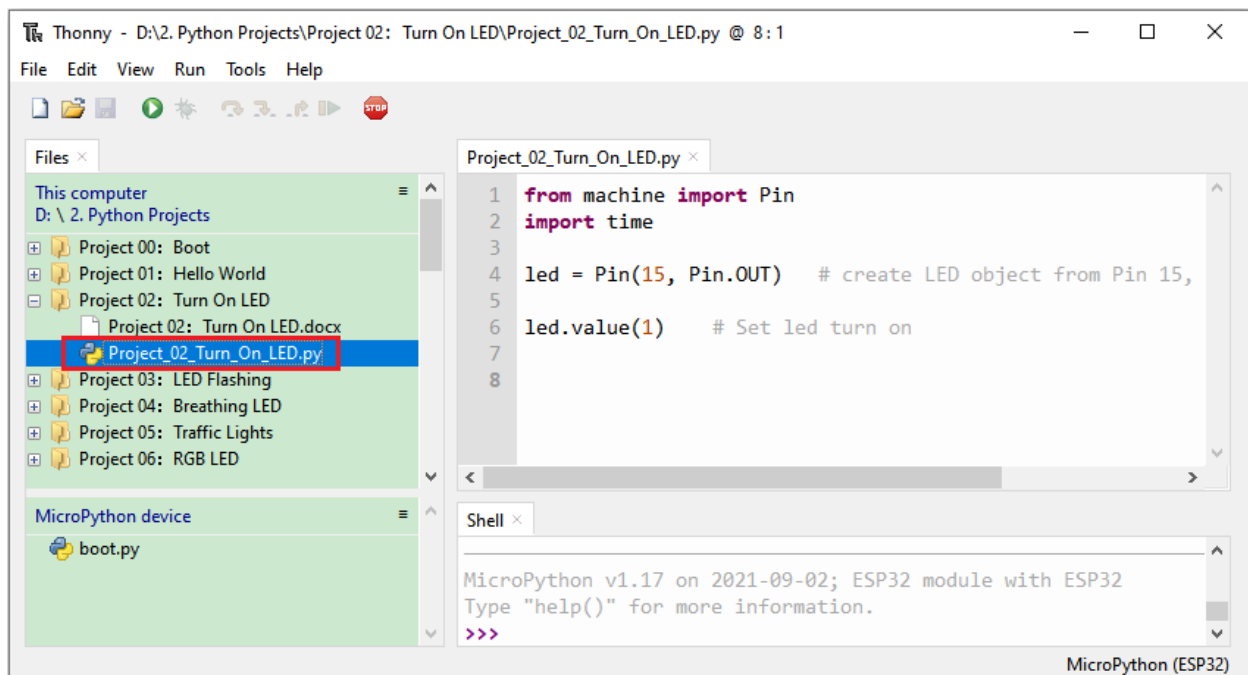 Thonny - D:\2. Python Projects\Project 02：Turn On LED\Project_02_Turn_On_LED.py @ 8:1
File Edit View Run Tools Help
STOP
Files
This computer
D: \ 2. Python Projects
Project 00：Boot
Project 01：Hello World
Project 02：Turn On LED
Project 02：Turn On LED.docx
Project_02_Turn_On_LED.py
Project 03：LED Flashing
Project 04：Breathing LED
Project 05：Traffic Lights
Project 06：RGB LED
MicroPython device
boot.py
Project_02_Turn_On_LED.py
1 from machine import Pin
2 import time
3
4 led = Pin(15, Pin.OUT) # create LED object from Pin 15,
5
6 led.value(1) # Set led turn on
7
8
Shell
MicroPython v1.17 on 2021-09-02; ESP32 module with ESP32
Type "help()" for more information.
>>>
MicroPython (ESP32)